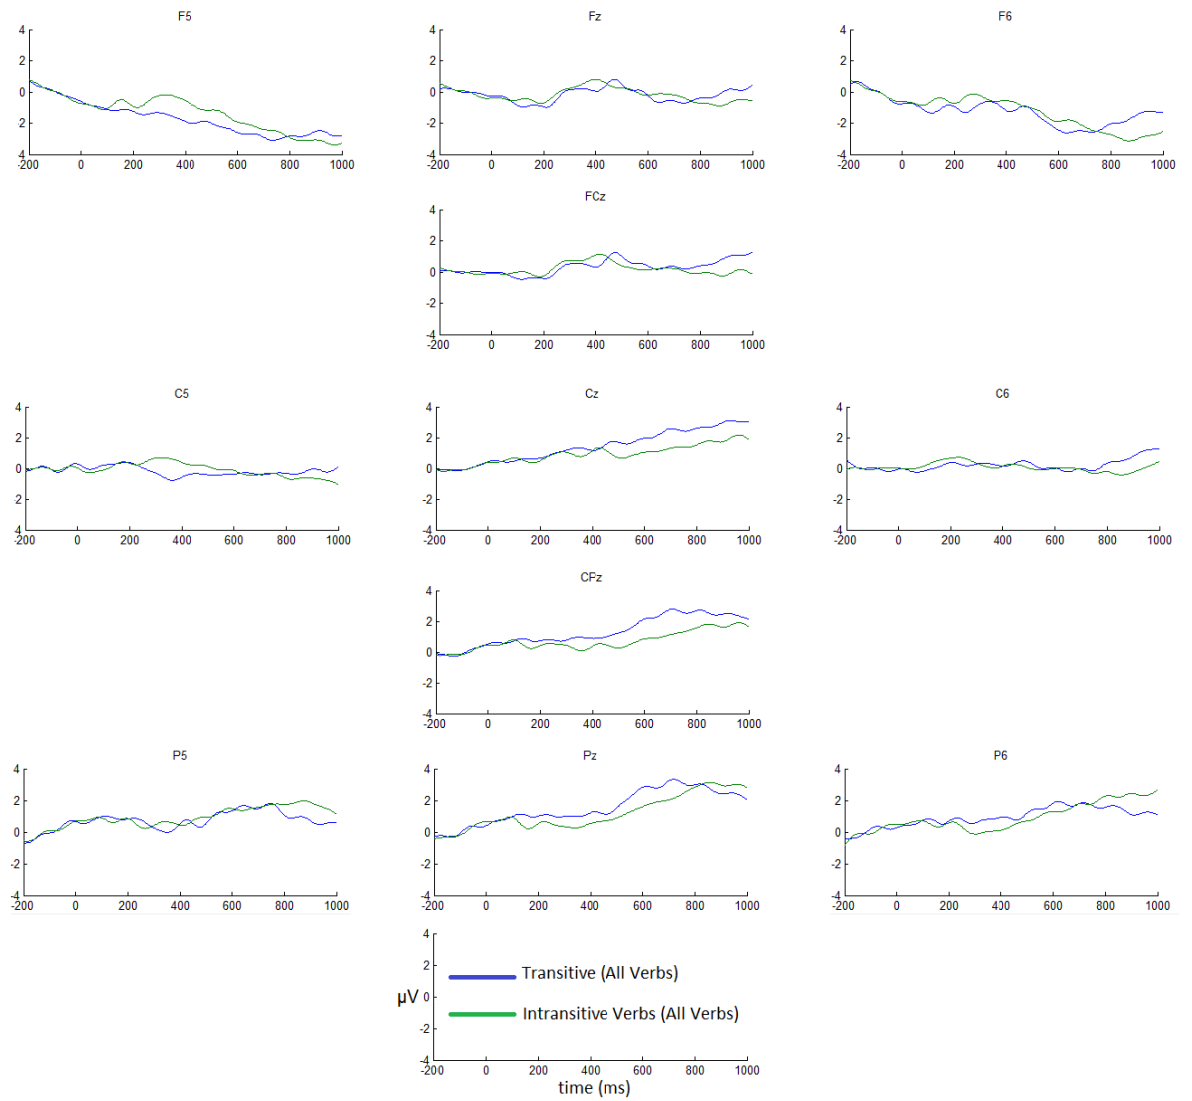 F5 Fz F6
4 4 4
2 2 2
0 0 0
-2 -2 2
-4 -4 -4
-200 0 200 400 600 800 1000 -200 0 200 400 600 800 1000 -200 0 200 400 600 800 1000
FCz
4
2
0
-2
-4
-200 0 200 400 600 800 1000
C5 Cz C6
4 4 4
2 2 2
0 0 0
-2 -2 -2
-4 -4 -4
-200 0 200 400 600 800 1000 -200 0 200 400 600 800 1000 -200 0 200 400 600 800 1000
CPz
4
2
0
-2
-4
-200 0 200 400 600 800 1000
P5 Pz P6
4 4 4
2 2 2
0 0 0
-2 -2 -2
-4 -4 -4
-200 0 200 400 600 800 1000 -200 0 200 400 600 800 1000 -200 0 200 400 600 800 1000
4
Transitive (All Verbs)
2
µV 0
Intransitive Verbs (All Verbs)
-2
-4
-200 0 200 400 600 800 1000
time (ms)